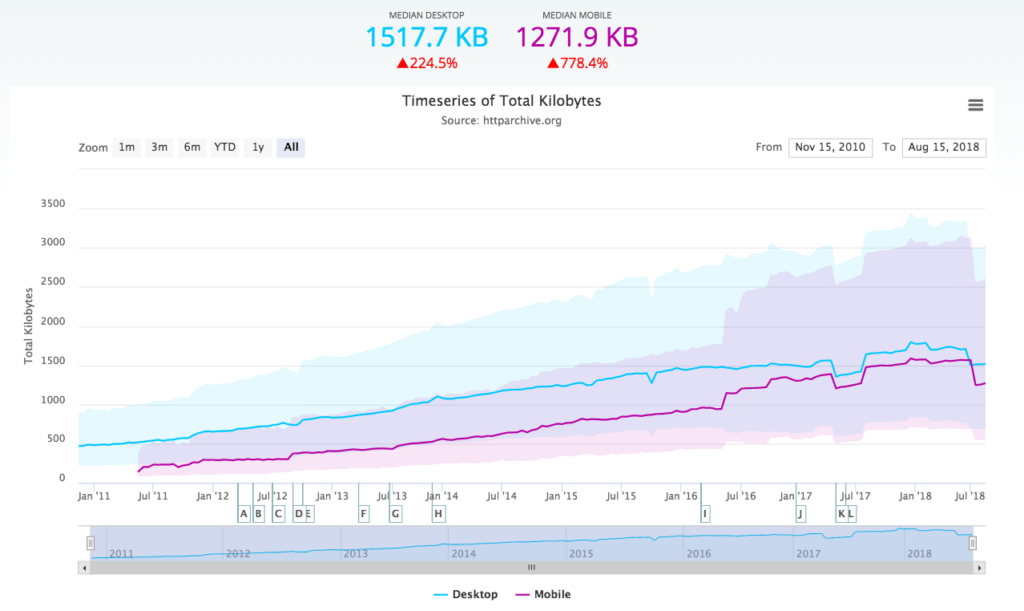 MEDIAN DESKTOP MEDIAN MOBILE
1517.7 KB 1271.9 KB
▲224.5% ▲778.4%
Timeseries of Total Kilobytes
Source: httparchive.org
Zoom 1m 3m 6m YTD 1y All From Nov 15, 2010 To Aug 15, 2018
Total Kilobytes
3500
3000
2500
2000
1500
1000
500
0
Jan '11 Jul '11 Jan '12 Jul '12 Jan '13 Jul '13 Jan '14 Jul '14 Jan '15 Jul '15 Jan '16 Jul '16 Jan '17 Jul '17 Jan '18 Jul '18
A B C D E F G H I J K L
2011 2012 2013 2014 2015 2016 2017 2018
Desktop Mobile